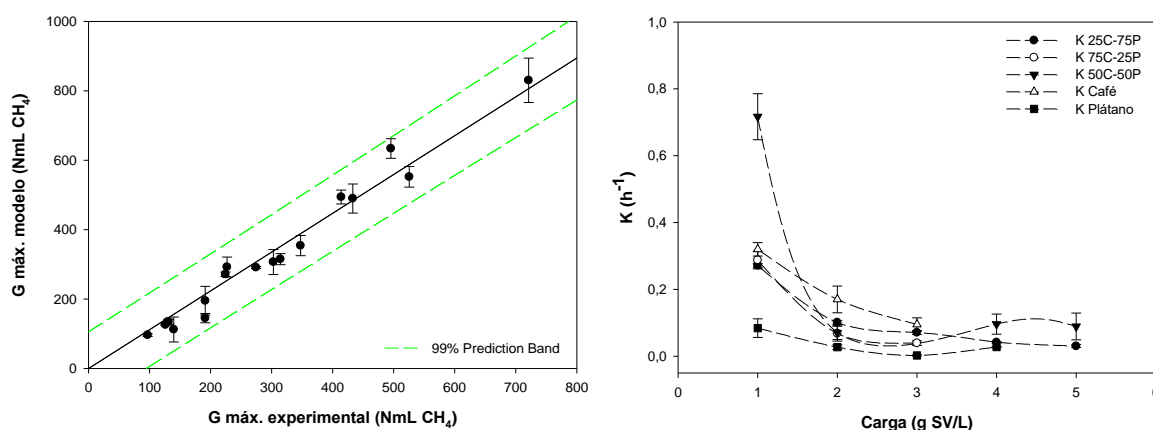 G máx. modelo (NmL CH4)
1000
800
600
400
200
0
99% Prediction Band
0 100 200 300 400 500 600 700 800
G máx. experimental (NmL CH4)
K (h-1)
1,0
0,8
0,6
0,4
0,2
0,0
K 25C-75P
K 75C-25P
K 50C-50P
K Café
K Plátano
0 1 2 3 4 5
Carga (g SV/L)